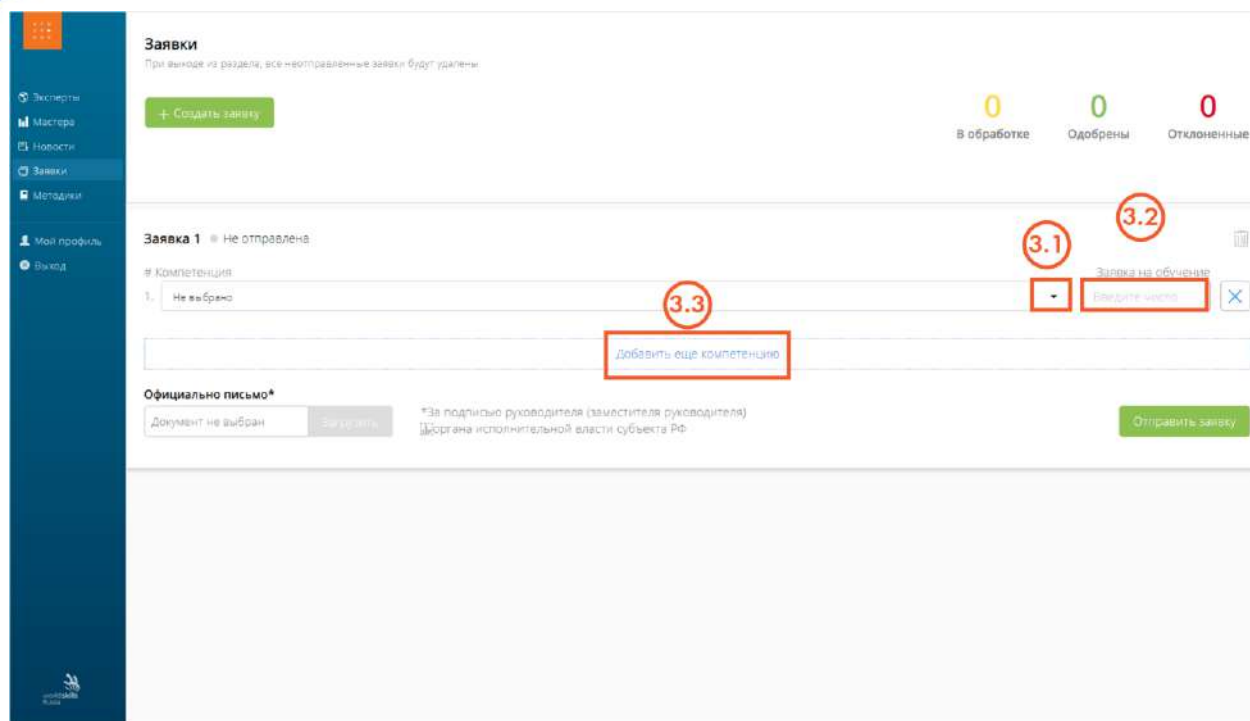 Заявки
При выходе из раздела, все неотправленные заявки будут удалены
+ Создать заявку
0
0
0
В обработке
Одобрены
Отклоненные
Эксперты
Мастера
Новости
Заявки
Методики
Мой профиль
Выход
Заявка 1 Не отправлена
3.1
3.2
# Компетенция
Заявка на обучение
1. Не выбрано
Введите число
3.3
Добавить еще компетенцию
Официально письмо*
Документ не выбран
Загрузить
*За подписью руководителя (заместителя руководителя)
органа исполнительной власти субъекта РФ
Отправить заявку
worldskills
Russia